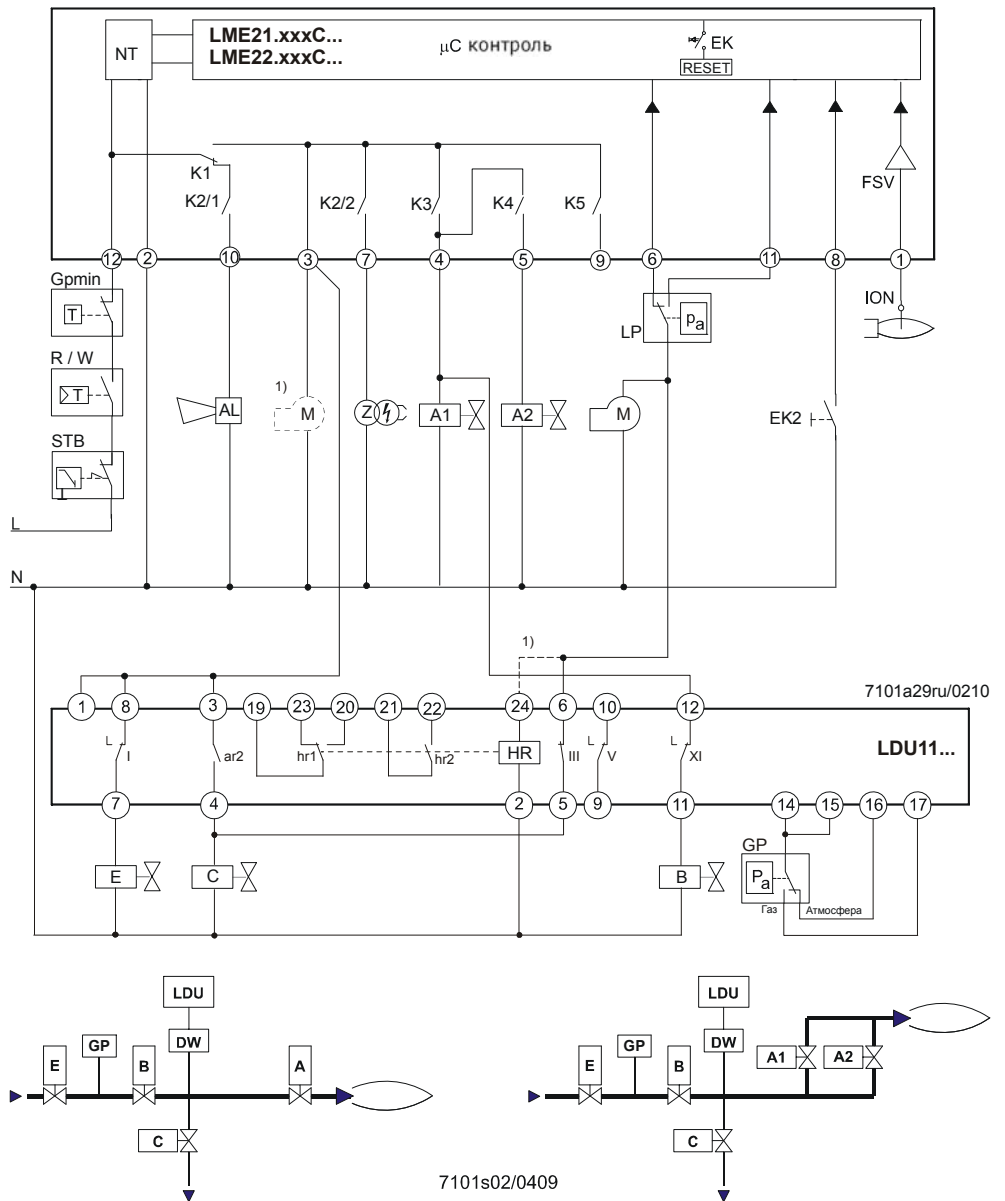 NT
LME21.xxxC...
LME22.xxxC...
µC контроль
EK
RESET
FSV
K1
K2/1
K2/2
K3
K4
K5
12
2
10
3
7
4
5
9
6
11
8
1
Gpmin
T
R / W
T
STB
L
N
AL
1)
M
Z
A1
A2
LP
pa
M
EK2
ION
1)
7101a29ru/0210
1
8
3
19
23
20
21
22
24
6
10
12
LDU11...
L
I
ar2
hr1
hr2
HR
III
L
V
L
XI
7
4
2
5
9
11
14
15
16
17
E
C
B
GP
Pa
Газ
Атмосфера
LDU
DW
E
GP
B
A
C
LDU
DW
E
GP
B
A1
A2
C
7101s02/0409